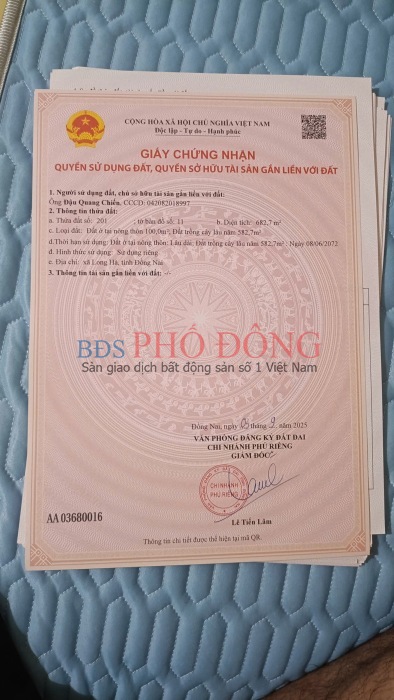 CỘNG HÒA XÃ HỘI CHỦ NGHĨA VIỆT NAM
Độc lập - Tự do - Hạnh phúc
GIẤY CHỨNG NHẬN
QUYỀN SỬ DỤNG ĐẤT, QUYỀN SỞ HỮU TÀI SẢN GẮN LIỀN VỚI ĐẤT
1. Người sử dụng đất, chủ sở hữu tài sản gắn liền với đất:
Ông Đậu Quang Chiến, CCCD: 042082018997
2. Thông tin thửa đất:
a. Thửa đất số: 201 ; tờ bản đồ số: 11 b. Diện tích: 682,7 m²
c. Loại đất: Đất ở tại nông thôn 100,0m²; Đất trồng cây lâu năm 582,7m².
d.Thời hạn sử dụng: Đất ở tại nông thôn: Lâu dài; Đất trồng cây lâu năm 582,7m²: Ngày 08/06/2072
đ. Hình thức sử dụng: Sử dụng riêng
e. Địa chỉ: xã Long Hà, tỉnh Đồng Nai
3. Thông tin tài sản gắn liền với đất: -/-
BĐS PHỐ ĐÔNG
Sàn giao dịch bất động sản số 1 Việt Nam
Đồng Nai, ngày tháng 9 năm 2025
VĂN PHÒNG ĐĂNG KÝ ĐẤT ĐAI
CHI NHÁNH PHÚ RIỀNG
GIÁM ĐỐC
CHI NHÁNH
PHÚ RIỀNG
AA 03680016
Lê Tiến Lâm
Thông tin chi tiết được thể hiện tại mã QR.